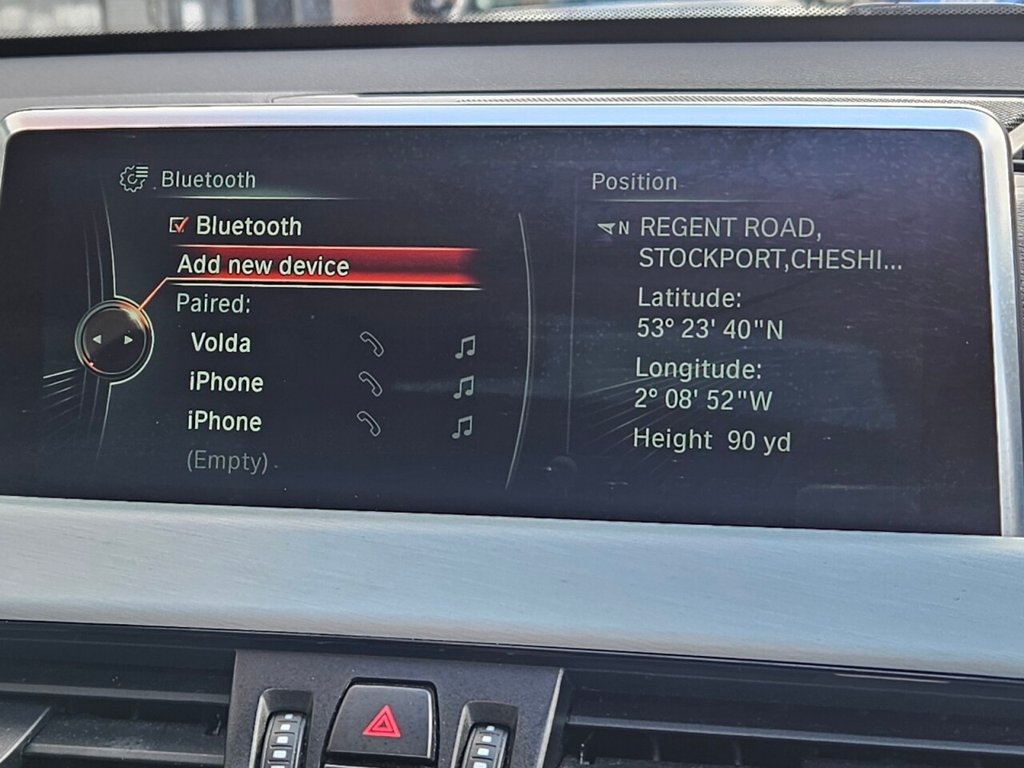 Bluetooth
Bluetooth
Add new device
Paired:
Volda
iPhone
iPhone
(Empty)
Position
N REGENT ROAD,
STOCKPORT,CHESHI...
Latitude:
53° 23' 40"N
Longitude:
2° 08' 52"W
Height 90 yd